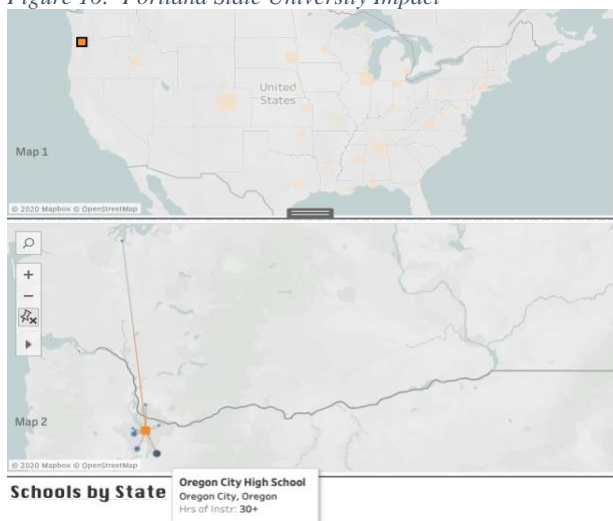 Figure 16: Portland State University Impact
United
States
Map 1
© 2020 Mapbox © OpenStreetMap
Map 2
© 2020 Mapbox © OpenStreetMap
Schools by State
Oregon City High School
Oregon City, Oregon
Hrs of Instr: 30+